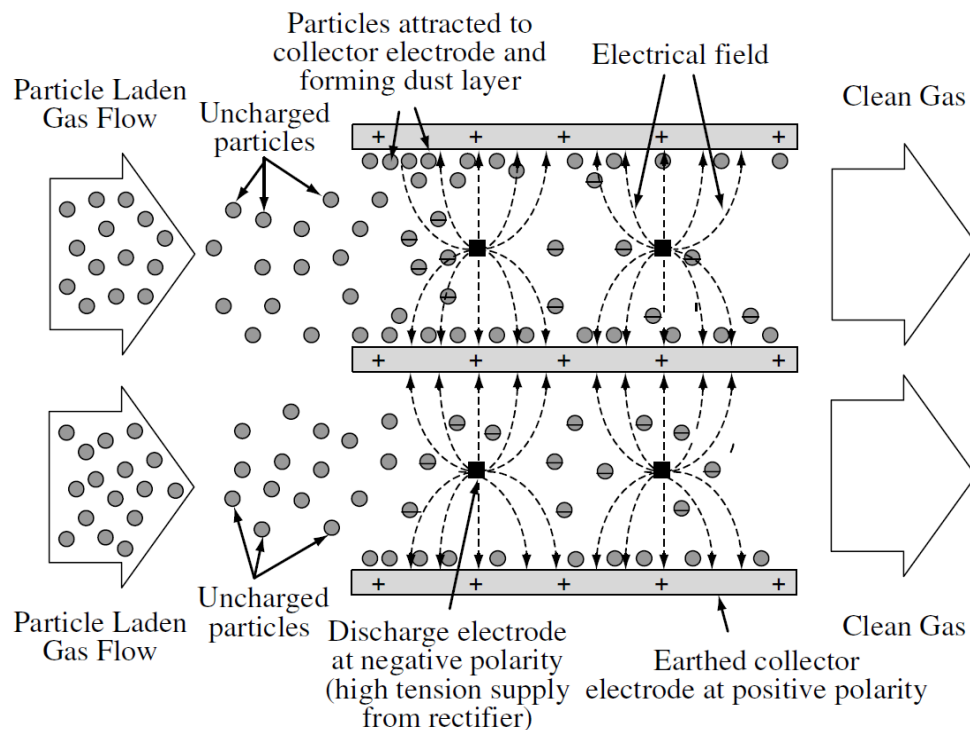 Particles attracted to
collector electrode and
forming dust layer
Electrical field
Particle Laden
Gas Flow
Uncharged
particles
Clean Gas
+ + + + +
+ + + + +
+ + + + +
Particle Laden
Gas Flow
Uncharged
particles
Discharge electrode
at negative polarity
(high tension supply
from rectifier)
Earthed collector
electrode at positive polarity
Clean Gas